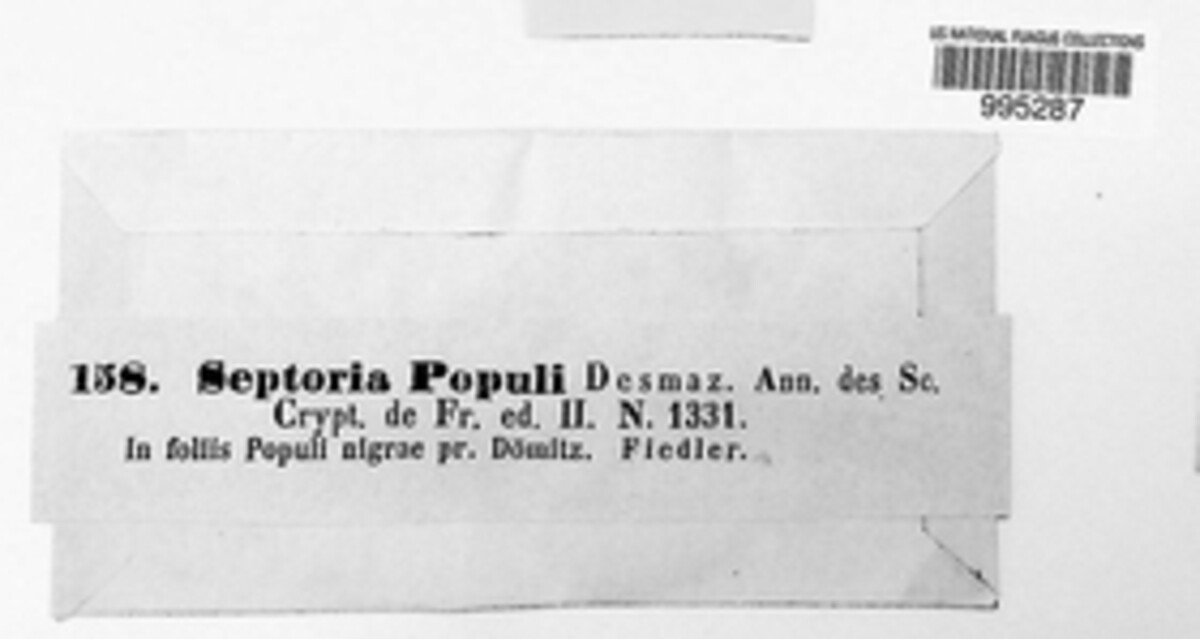 US NATIONAL FUNGUS COLLECTIONS
995287
158. Septoria Populi Desmaz. Ann. des Sc.
Crypt. de Fr. ed. II. N. 1331.
In foliis Populi nigrae pr. Dömitz. Fiedler.